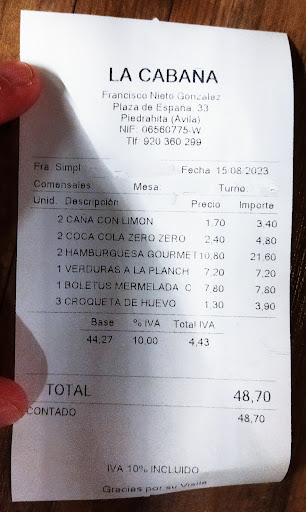 LA CABAÑA
Francisco Nieto Gonzalez
Plaza de España, 33
Piedrahita (Avila)
NIF: 06560775-W
Tlf: 920 360 299
Fra. Simpl. Fecha 15-08-2023
Comensales: Mesa: Turno:
Unid. Descripción Precio Importe
2 CAÑA CON LIMON 1,70 3,40
2 COCA COLA ZERO ZERO 2,40 4,80
2 HAMBURGUESA GOURMET 10,80 21,60
1 VERDURAS A LA PLANCH 7,20 7,20
1 BOLETUS MERMELADA C 7,80 7,80
3 CROQUETA DE HUEVO 1,30 3,90
Base % IVA Total IVA
44,27 10,00 4,43
TOTAL 48,70
CONTADO 48,70
IVA 10% INCLUIDO
Gracias por su Visita